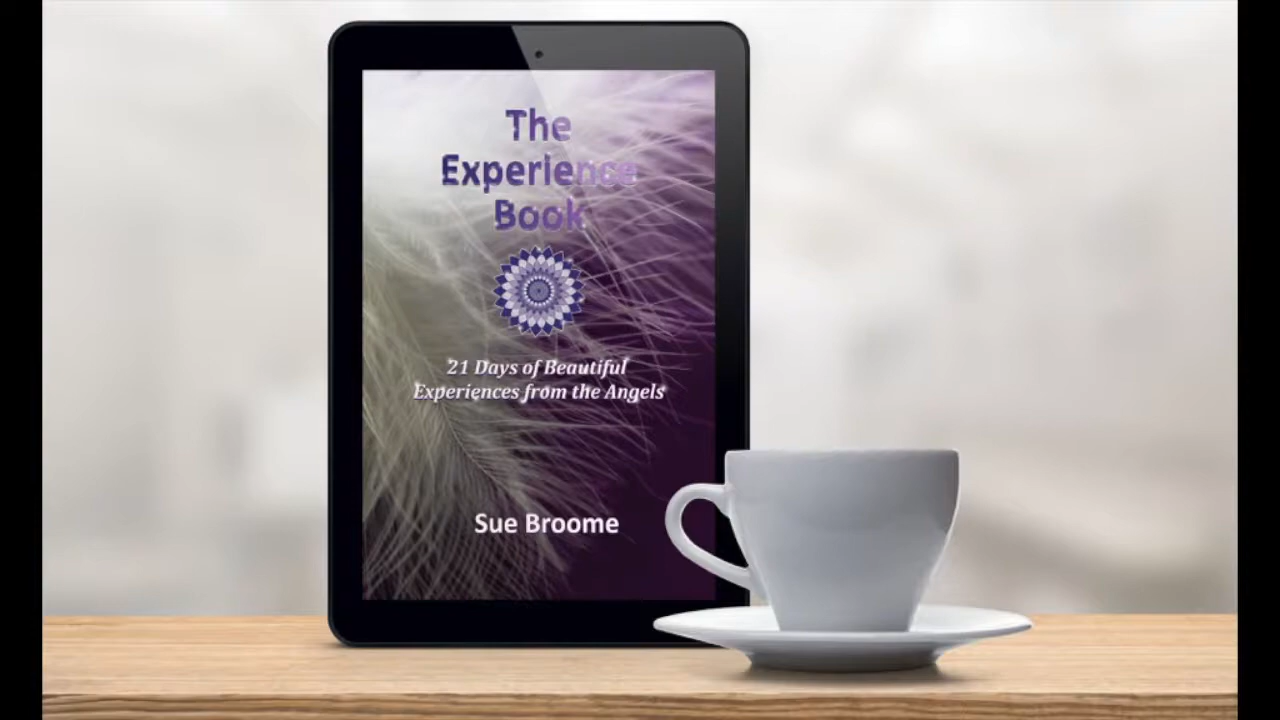 The
Experience
Book
21 Days of Beautiful
Experiences from the Angels
Sue Broome